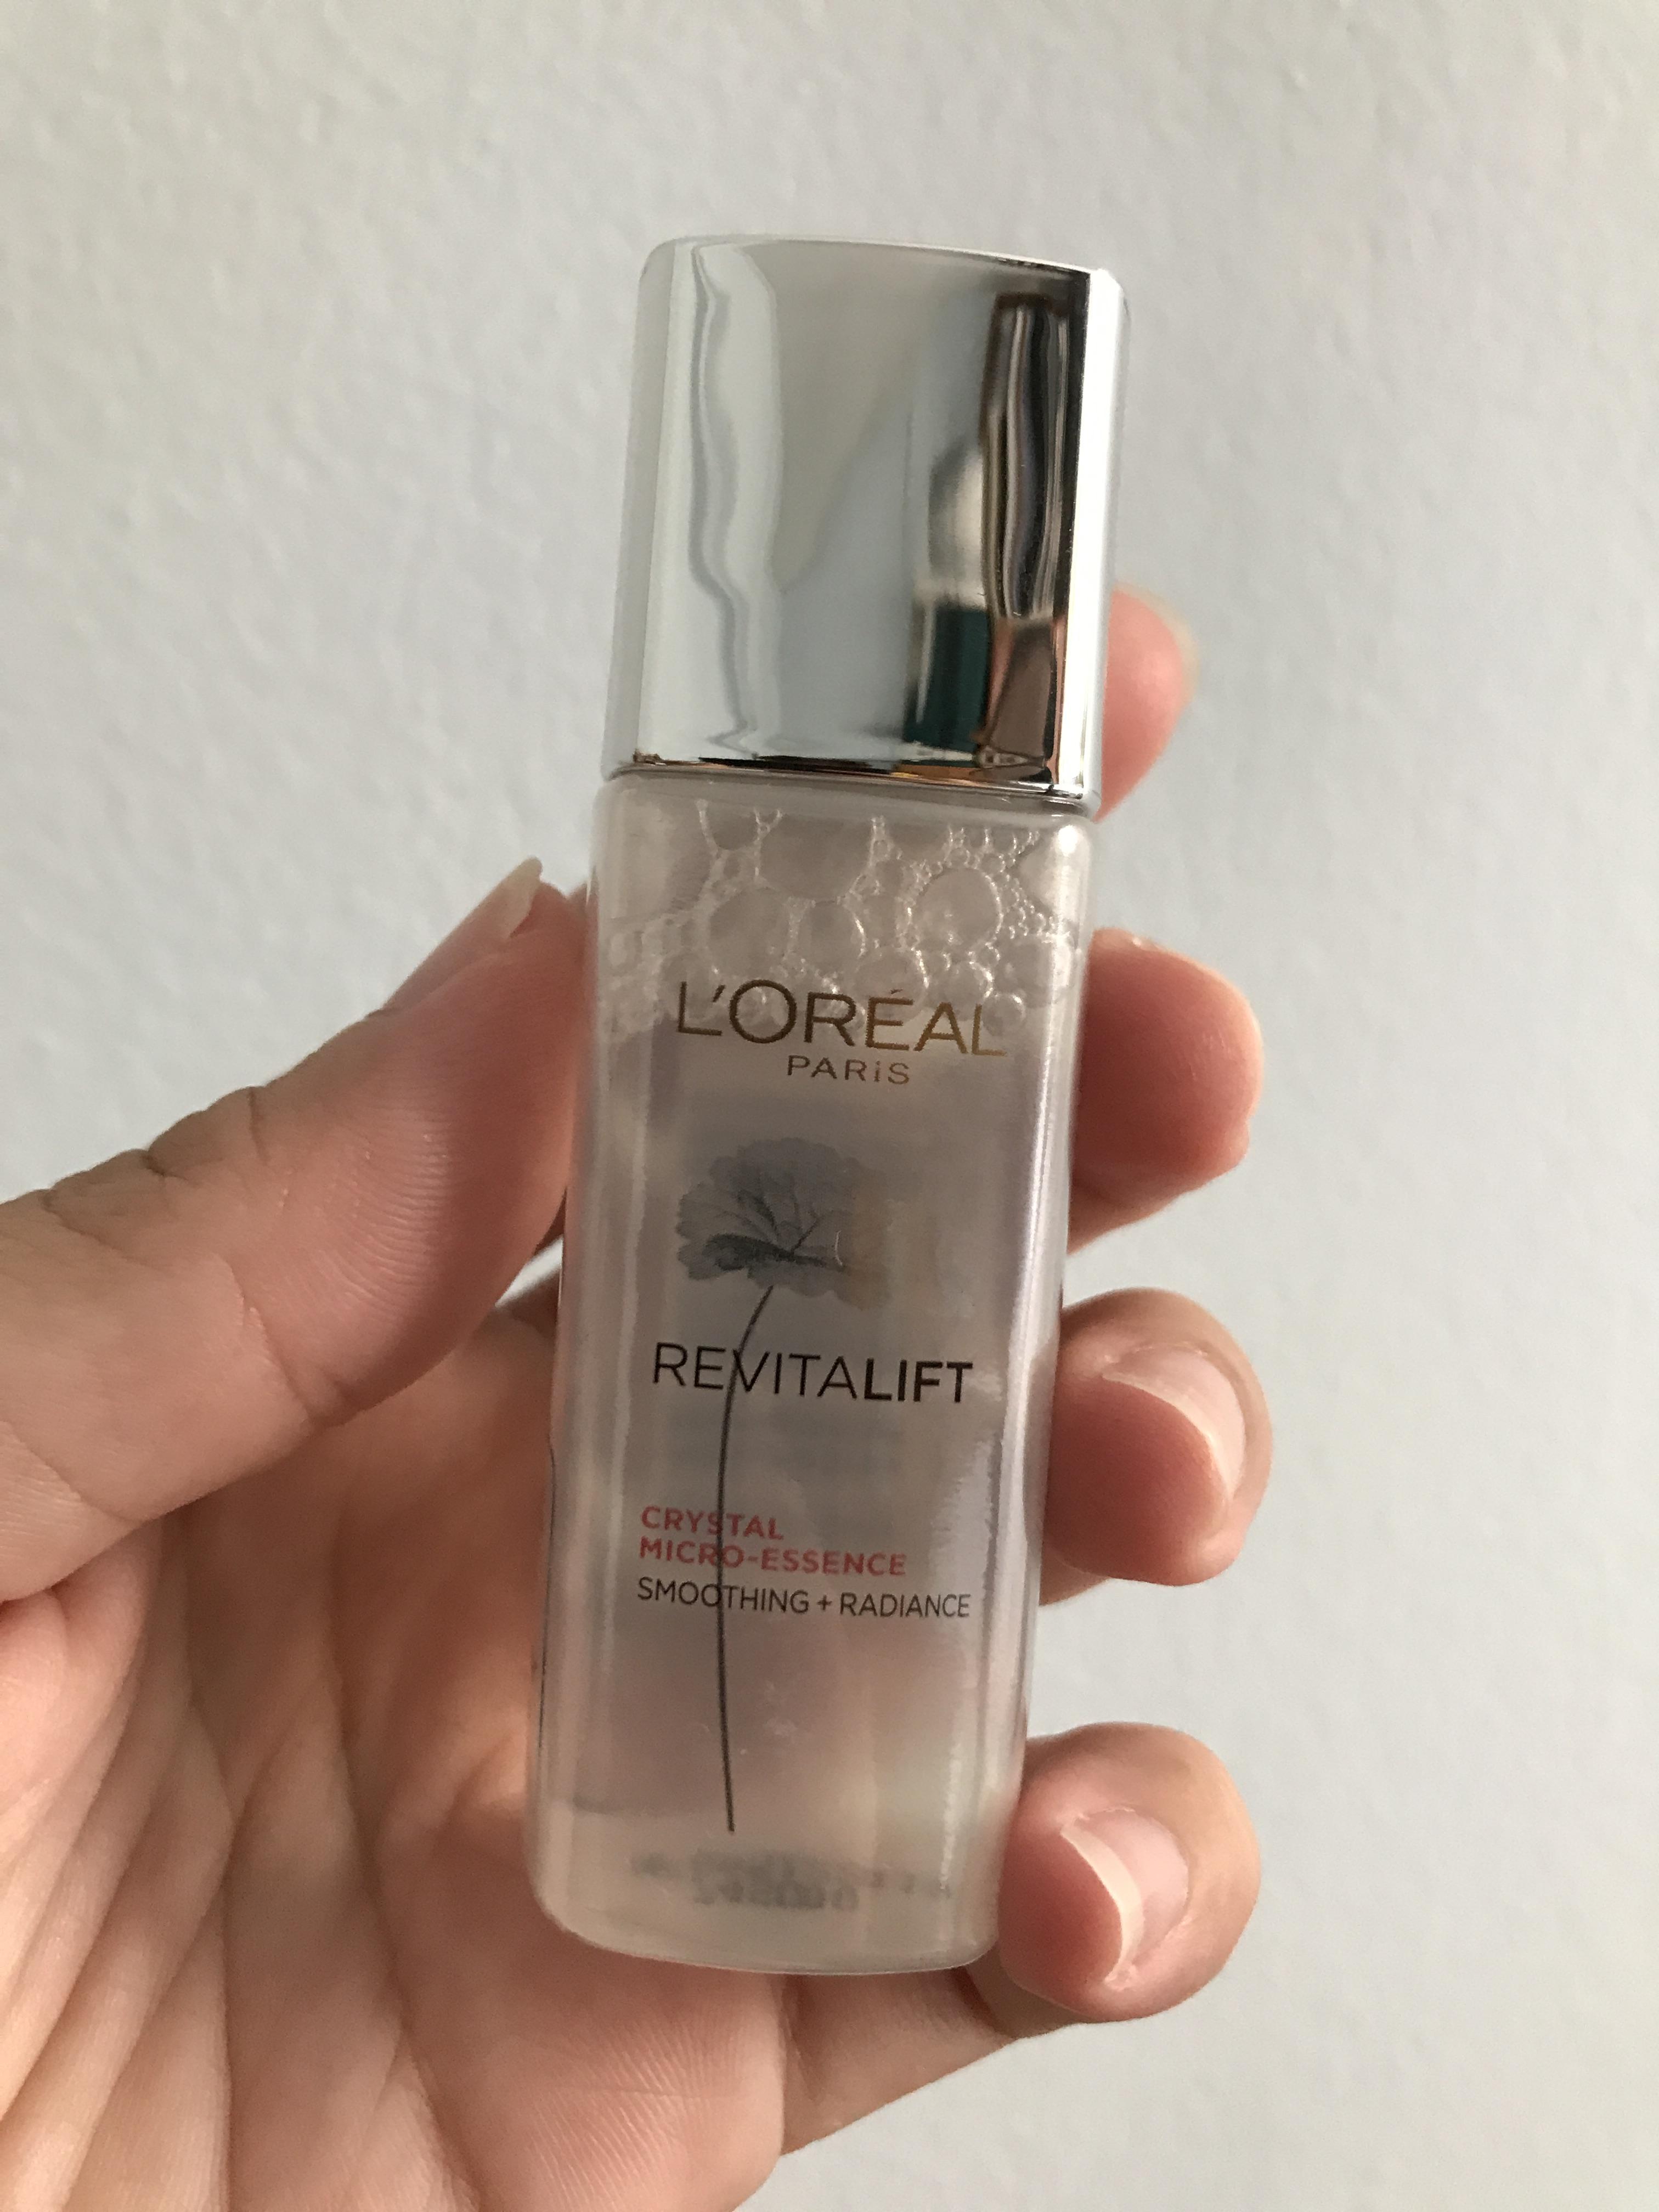 L'ORÉAL
PARiS
REVITALIFT
CRYSTAL
MICRO-ESSENCE
SMOOTHING + RADIANCE